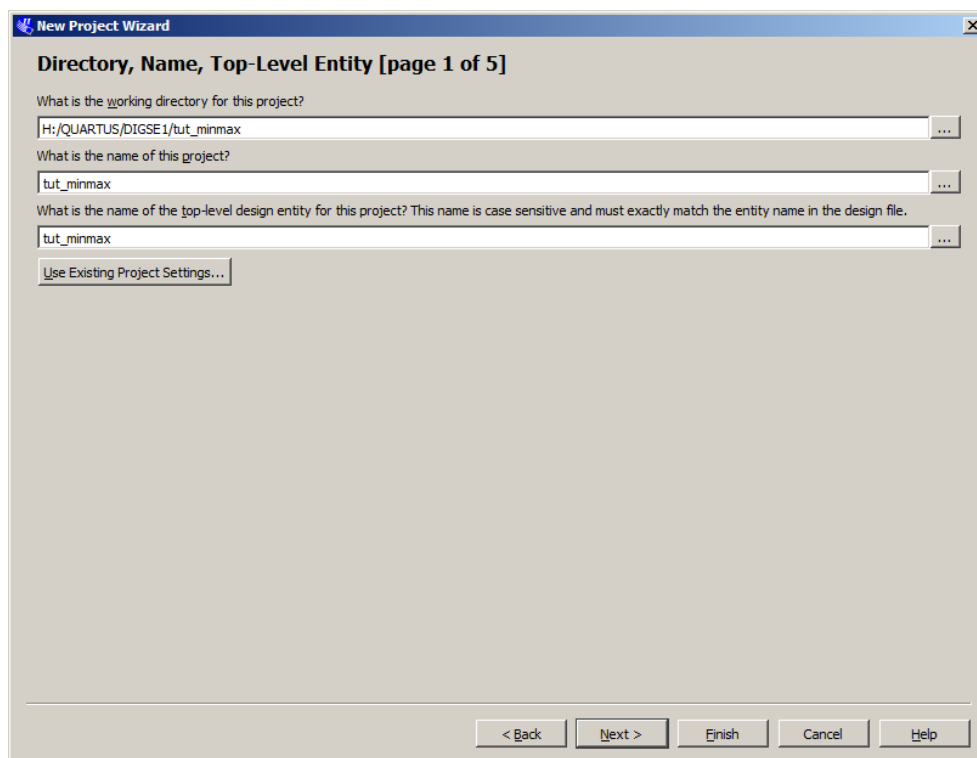 New Project Wizard
Directory, Name, Top-Level Entity [page 1 of 5]
What is the working directory for this project?
H:/QUARTUS/DIGSE1/tut_minmax
...
What is the name of this project?
tut_minmax
...
What is the name of the top-level design entity for this project? This name is case sensitive and must exactly match the entity name in the design file.
tut_minmax
...
Use Existing Project Settings...
< Back Next > Finish Cancel Help